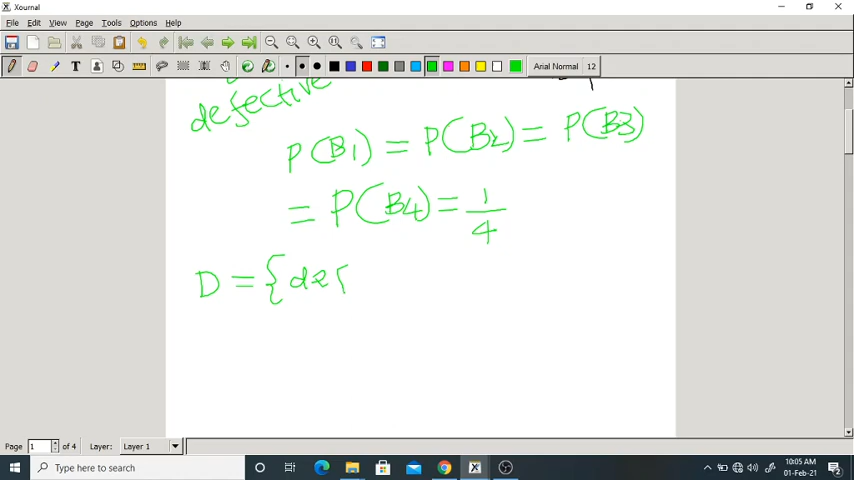 Xournal
File Edit View Page Tools Options Help
Arial Normal 12
defective
P(B1) = P(B2) = P(B3)
= P(B4) = 1/4
D = { def
Page 1 of 4 Layer: Layer 1
Type here to search
10:05 AM
01-Feb-21
2